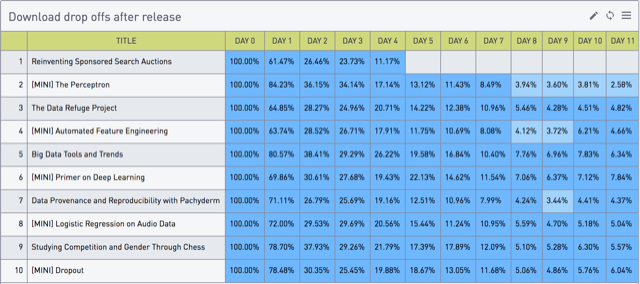 Download drop offs after release
TITLE DAY 0 DAY 1 DAY 2 DAY 3 DAY 4 DAY 5 DAY 6 DAY 7 DAY 8 DAY 9 DAY 10 DAY 11
1 Reinventing Sponsored Search Auctions 100.00% 61.47% 26.46% 23.73% 11.17%
2 [MINI] The Perceptron 100.00% 84.23% 36.15% 34.14% 17.14% 13.12% 11.43% 8.49% 3.94% 3.60% 3.81% 2.58%
3 The Data Refuge Project 100.00% 64.85% 28.27% 24.96% 20.71% 14.22% 12.38% 10.96% 5.46% 4.28% 4.51% 4.82%
4 [MINI] Automated Feature Engineering 100.00% 63.74% 28.52% 26.71% 17.91% 11.75% 10.69% 8.08% 4.12% 3.72% 6.21% 4.66%
5 Big Data Tools and Trends 100.00% 80.57% 38.41% 29.29% 26.22% 19.58% 16.84% 10.40% 7.76% 6.96% 7.83% 6.34%
6 [MINI] Primer on Deep Learning 100.00% 69.86% 30.61% 27.68% 19.43% 22.13% 14.62% 11.54% 7.06% 6.37% 7.12% 7.84%
7 Data Provenance and Reproducibility with Pachyderm 100.00% 71.11% 26.79% 25.69% 19.16% 12.51% 10.96% 7.99% 4.24% 3.44% 4.41% 4.37%
8 [MINI] Logistic Regression on Audio Data 100.00% 72.00% 29.53% 29.69% 20.56% 15.44% 11.24% 10.95% 5.59% 4.70% 5.18% 5.04%
9 Studying Competition and Gender Through Chess 100.00% 78.70% 37.93% 29.26% 21.79% 17.39% 17.89% 12.09% 5.10% 5.28% 6.30% 5.57%
10 [MINI] Dropout 100.00% 78.48% 30.35% 25.45% 19.88% 18.67% 13.05% 11.68% 5.06% 4.86% 5.76% 6.04%